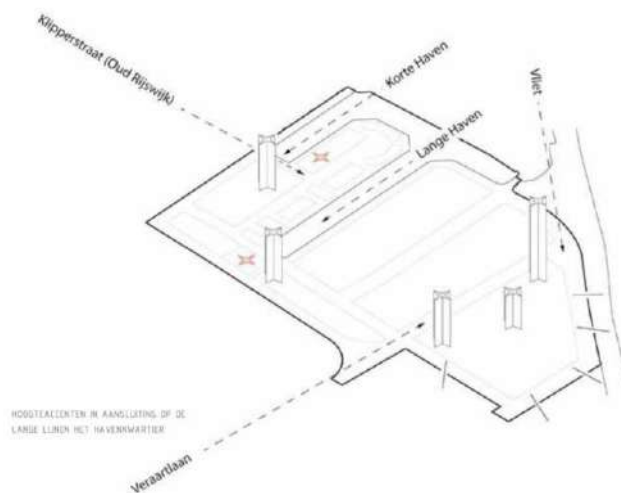 Klipperstraat (Oud Rijswijk)
Korte Haven
Lange Haven
Vliet
HOOGTEACCENTEN IN AANSLUITING OP DE
LANGE LIJNEN HET HAVENKWARTIER
Veraartlaan